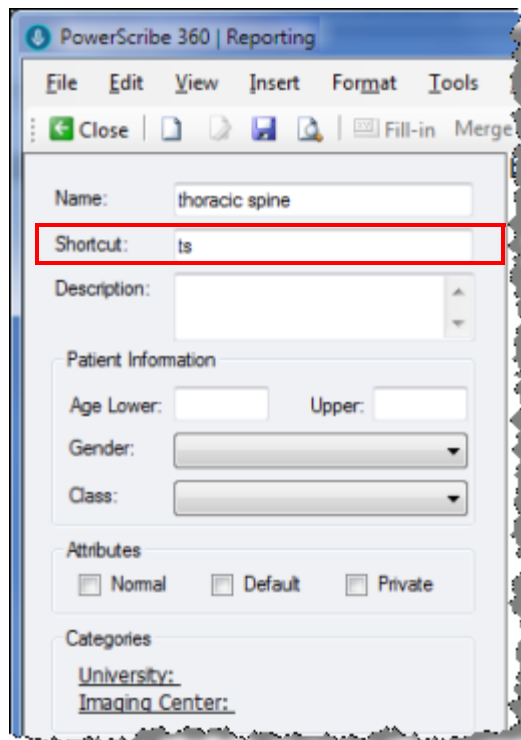 PowerScribe 360 | Reporting
File Edit View Insert Format Tools
Close Fill-in Merge
Name: thoracic spine
Shortcut: ts
Description:
Patient Information
Age Lower: Upper:
Gender:
Class:
Attributes
Normal Default Private
Categories
University:
Imaging Center: